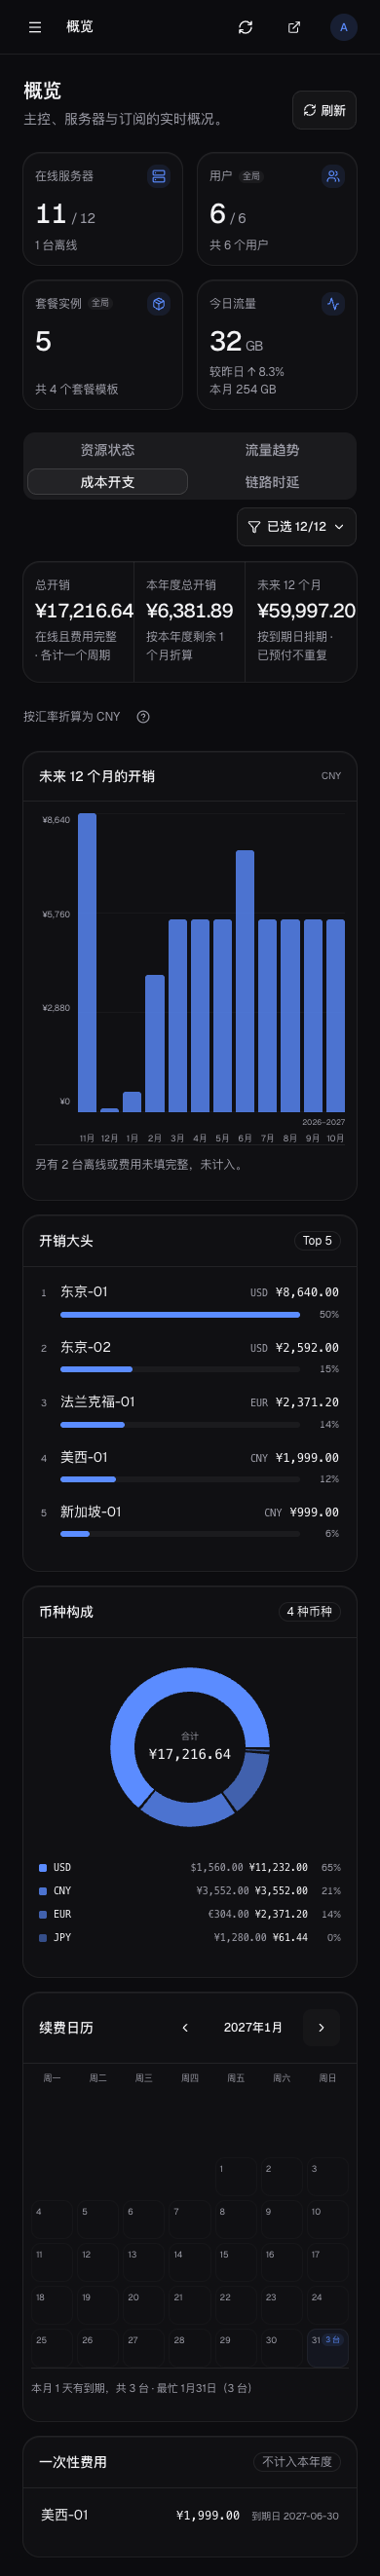 概览
A
概览
主控、服务器与订阅的实时概况。
刷新
在线服务器
11 / 12
1 台离线
用户 全局
6 / 6
共 6 个用户
套餐实例 全局
5
共 4 个套餐模板
今日流量
32 GB
较昨日 ↑ 8.3%
本月 254 GB
资源状态
流量趋势
成本开支
链路时延
已选 12/12
总开销
¥17,216.64
在线且费用完整
· 各计一个周期
本年度总开销
¥6,381.89
按本年度剩余 1
个月折算
未来 12 个月
¥59,997.20
按到期日排期 ·
已预付不重复
按汇率折算为 CNY
未来 12 个月的开销
CNY
¥8,640
¥5,760
¥2,880
¥0
2026–2027
11月 12月 1月 2月 3月 4月 5月 6月 7月 8月 9月 10月
另有 2 台离线或费用未填完整，未计入。
开销大头
Top 5
1 东京-01 USD ¥8,640.00
50%
2 东京-02 USD ¥2,592.00
15%
3 法兰克福-01 EUR ¥2,371.20
14%
4 美西-01 CNY ¥1,999.00
12%
5 新加坡-01 CNY ¥999.00
6%
币种构成
4 种币种
合计
¥17,216.64
USD $1,560.00 ¥11,232.00 65%
CNY ¥3,552.00 ¥3,552.00 21%
EUR €304.00 ¥2,371.20 14%
JPY ¥1,280.00 ¥61.44 0%
续费日历
2027年1月
周一 周二 周三 周四 周五 周六 周日
1 2 3
4 5 6 7 8 9 10
11 12 13 14 15 16 17
18 19 20 21 22 23 24
25 26 27 28 29 30 31 3 台
本月 1 天有到期，共 3 台 · 最忙 1月31日（3 台）
一次性费用
不计入本年度
美西-01 ¥1,999.00 到期日 2027-06-30